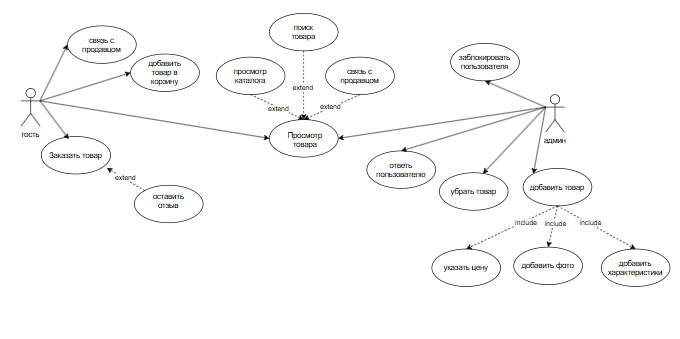 поиск
товара
связь с
продавцом
добавить
товар в
корзину
просмотр
каталога
связь с
продавцом
заблокировать
пользователя
extend
extend
extend
гость
Просмотр
товара
админ
Заказать товар
extend
ответь
пользователю
убрать товар
добавить товар
оставить
отзыв
include
include
include
указать цену
добавить фото
добавить
характеристики